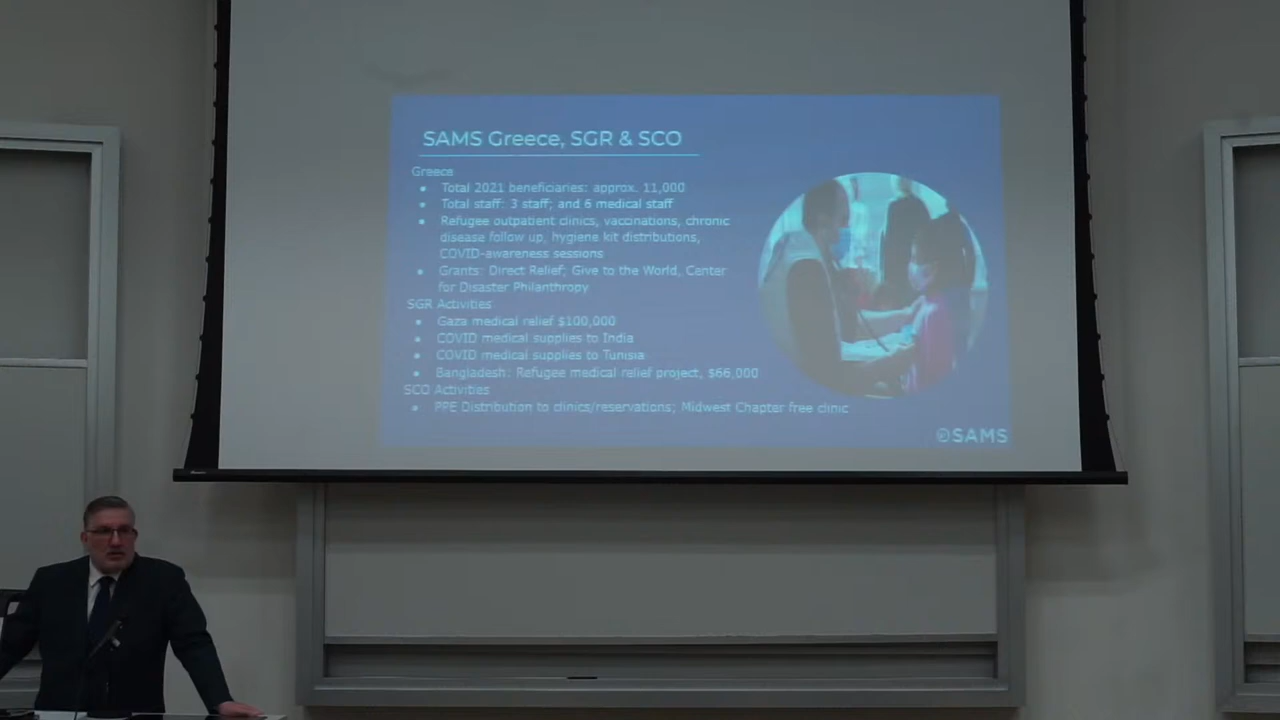 SAMS Greece, SGR & SCO
Greece
• Total 2021 beneficiaries: approx. 11,000
• Total staff: 3 staff; and 6 medical staff
• Refugee outpatient clinics, vaccinations, chronic
disease follow up, hygiene kit distributions,
COVID-awareness sessions
• Grants: Direct Relief; Give to the World, Center
for Disaster Philanthropy
SGR Activities
• Gaza medical relief $100,000
• COVID medical supplies to India
• COVID medical supplies to Tunisia
• Bangladesh: Refugee medical relief project, $66,000
SCO Activities
• PPE Distribution to clinics/reservations; Midwest Chapter free clinic
SAMS